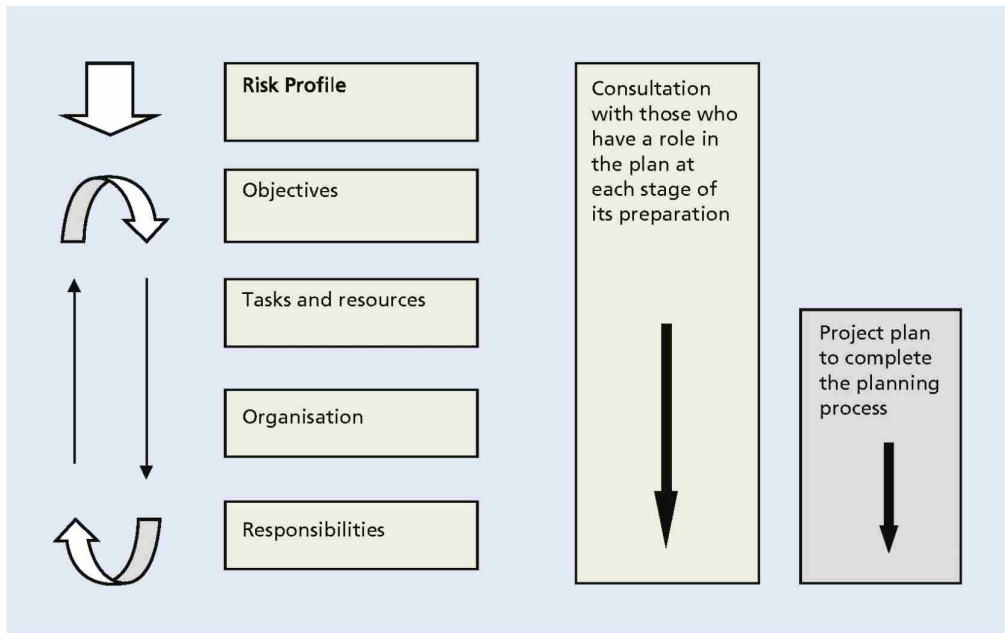 Risk Profile
Objectives
Tasks and resources
Organisation
Responsibilities
Consultation
with those who
have a role in
the plan at
each stage of
its preparation
Project plan
to complete
the planning
process